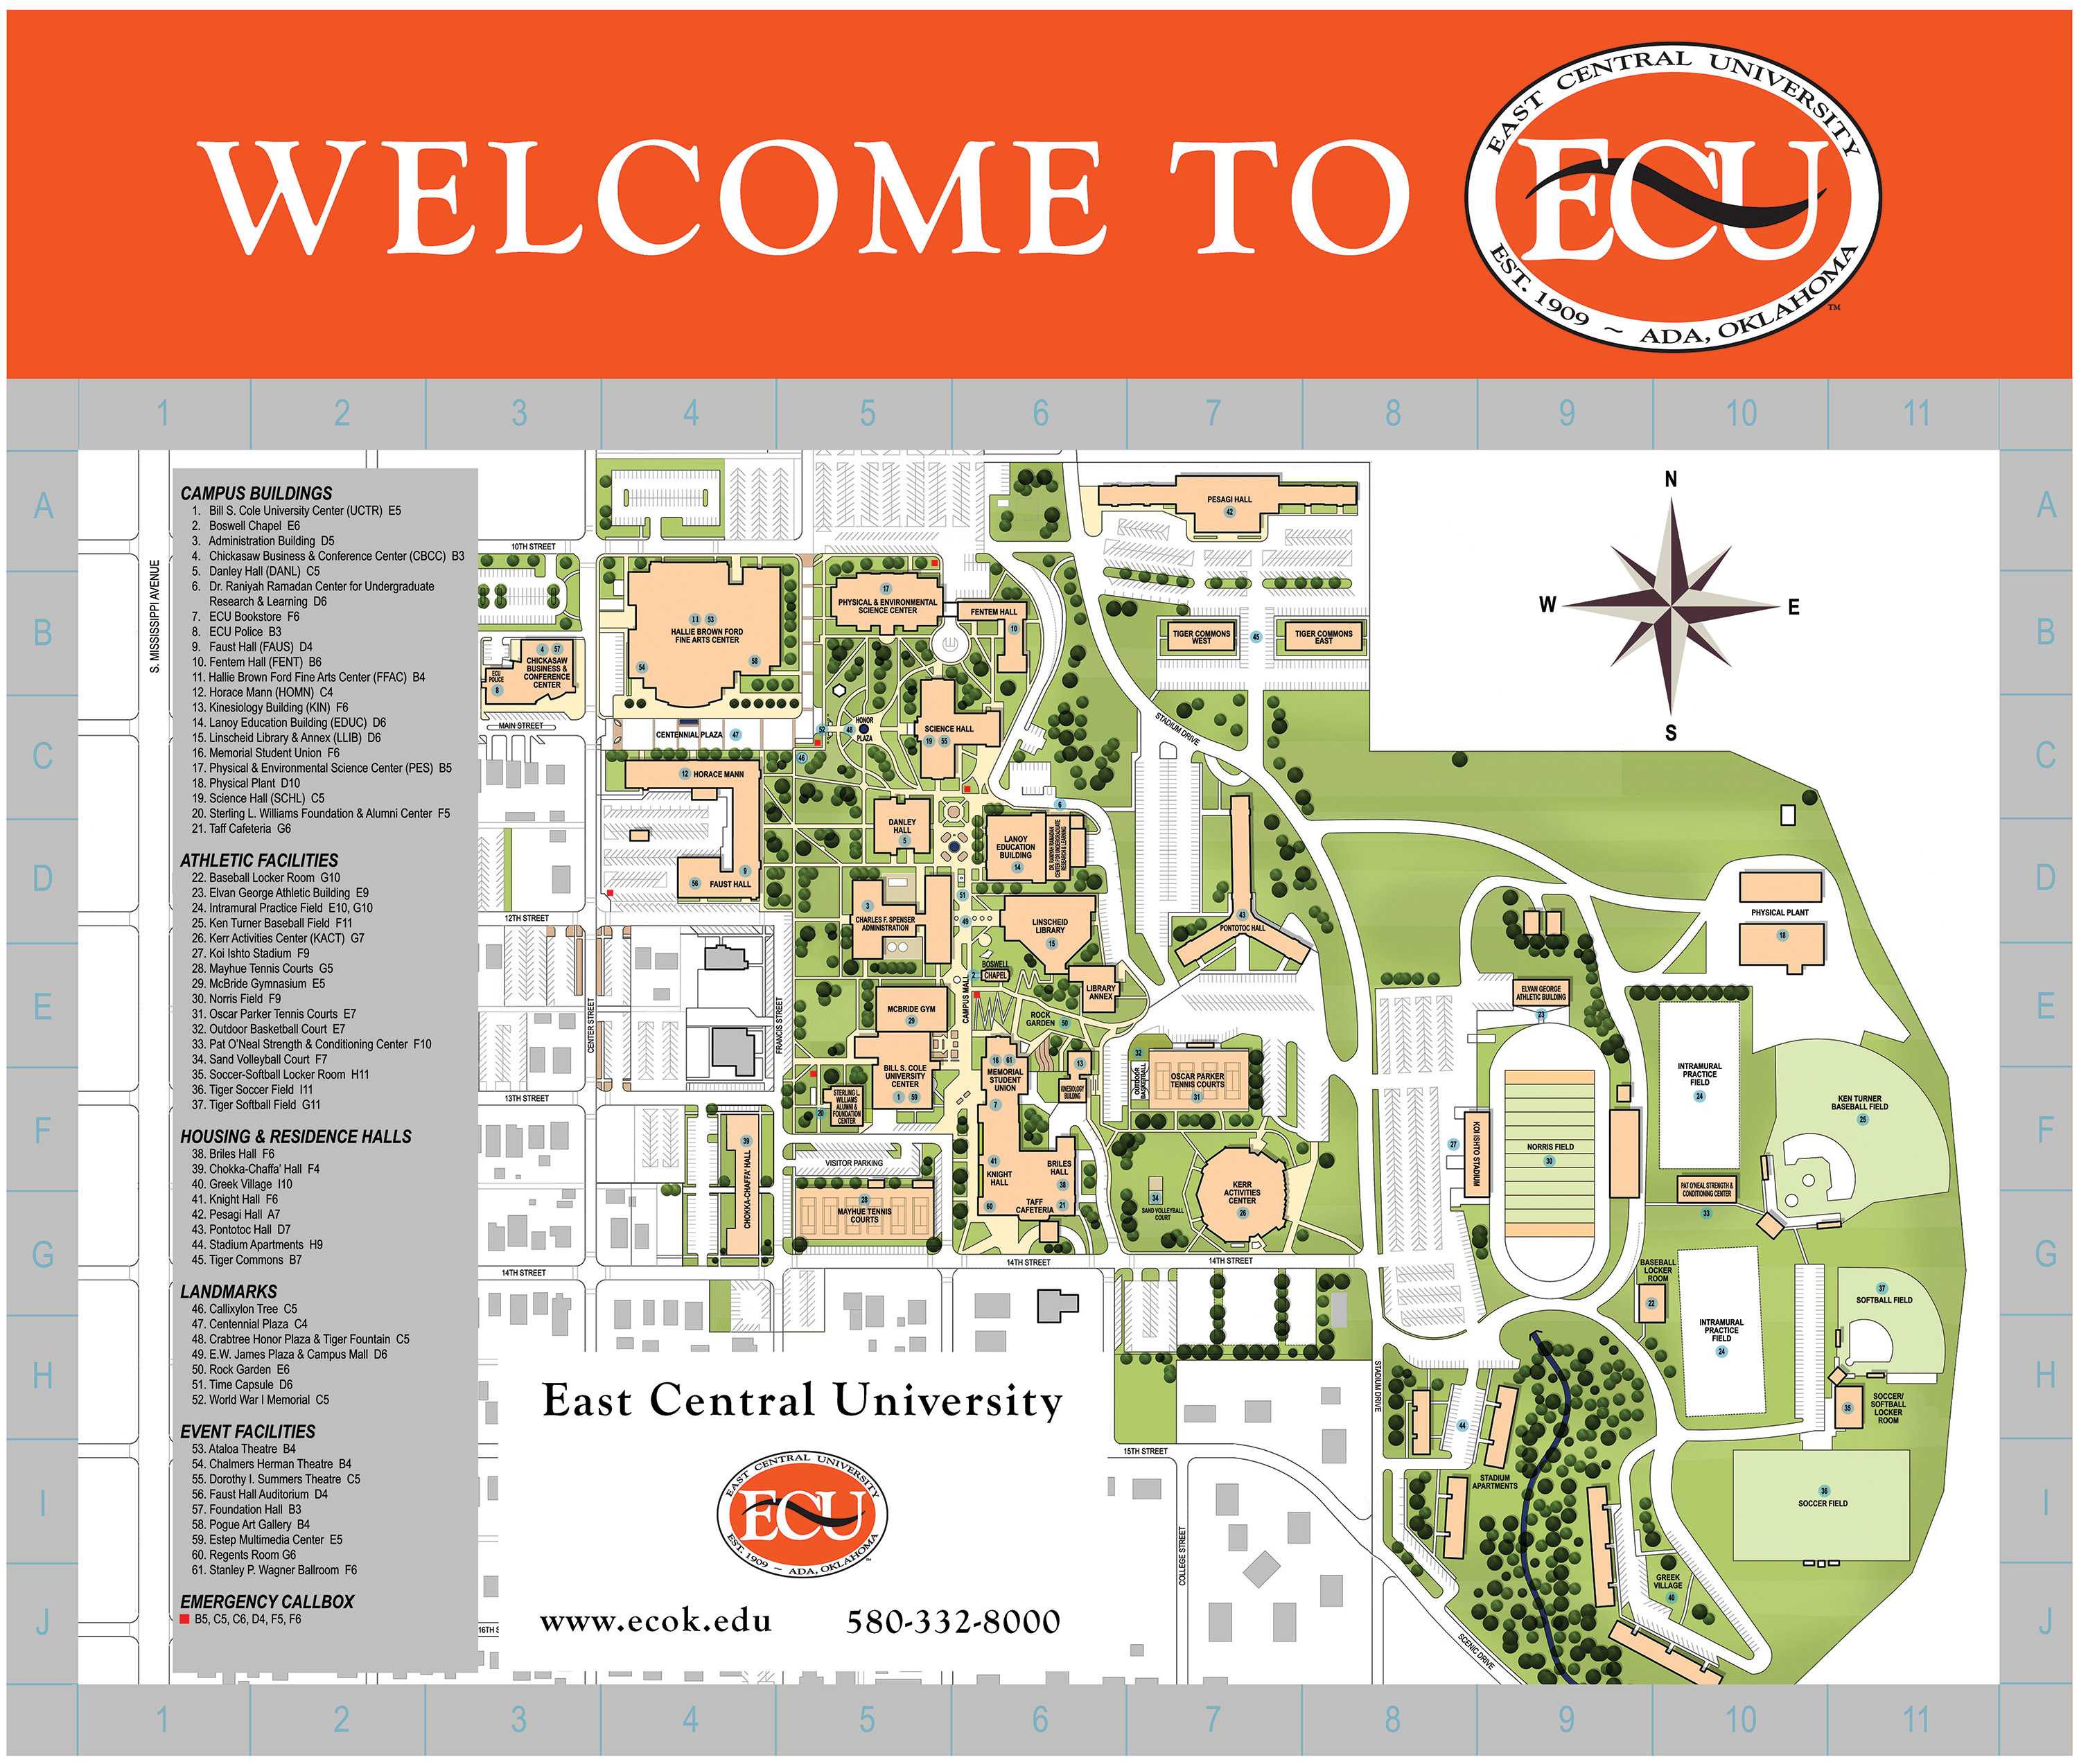 WELCOME TO
EAST CENTRAL UNIVERSITY
ECU
EST. 1909 ~ ADA, OKLAHOMA
TM
1 2 3 4 5 6 7 8 9 10 11
A A
B B
C C
D D
E E
F F
G G
H H
I I
J J
CAMPUS BUILDINGS
1. Bill S. Cole University Center (UCTR) E5
2. Boswell Chapel E6
3. Administration Building D5
4. Chickasaw Business & Conference Center (CBCC) B3
5. Danley Hall (DANL) C5
6. Dr. Raniyah Ramadan Center for Undergraduate
Research & Learning D6
7. ECU Bookstore F6
8. ECU Police B3
9. Faust Hall (FAUS) D4
10. Fentem Hall (FENT) B6
11. Hallie Brown Ford Fine Arts Center (FFAC) B4
12. Horace Mann (HOMN) C4
13. Kinesiology Building (KIN) F6
14. Lanoy Education Building (EDUC) D6
15. Linscheid Library & Annex (LLIB) D6
16. Memorial Student Union F6
17. Physical & Environmental Science Center (PES) B5
18. Physical Plant D10
19. Science Hall (SCHL) C5
20. Sterling L. Williams Foundation & Alumni Center F5
21. Taff Cafeteria G6
ATHLETIC FACILITIES
22. Baseball Locker Room G10
23. Elvan George Athletic Building E9
24. Intramural Practice Field E10, G10
25. Ken Turner Baseball Field F11
26. Kerr Activities Center (KACT) G7
27. Koi Ishto Stadium F9
28. Mayhue Tennis Courts G5
29. McBride Gymnasium E5
30. Norris Field F9
31. Oscar Parker Tennis Courts E7
32. Outdoor Basketball Court E7
33. Pat O'Neal Strength & Conditioning Center F10
34. Sand Volleyball Court F7
35. Soccer-Softball Locker Room H11
36. Tiger Soccer Field I11
37. Tiger Softball Field G11
HOUSING & RESIDENCE HALLS
38. Briles Hall F6
39. Chokka-Chaffa' Hall F4
40. Greek Village I10
41. Knight Hall F6
42. Pesagi Hall A7
43. Pontotoc Hall D7
44. Stadium Apartments H9
45. Tiger Commons B7
LANDMARKS
46. Callixylon Tree C5
47. Centennial Plaza C4
48. Crabtree Honor Plaza & Tiger Fountain C5
49. E.W. James Plaza & Campus Mall D6
50. Rock Garden E6
51. Time Capsule D6
52. World War I Memorial C5
EVENT FACILITIES
53. Ataloa Theatre B4
54. Chalmers Herman Theatre B4
55. Dorothy I. Summers Theatre C5
56. Faust Hall Auditorium D4
57. Foundation Hall B3
58. Pogue Art Gallery B4
59. Estep Multimedia Center E5
60. Regents Room G6
61. Stanley P. Wagner Ballroom F6
EMERGENCY CALLBOX
B5, C5, C6, D4, F5, F6
S. MISSISSIPPI AVENUE
10TH STREET
MAIN STREET
12TH STREET
13TH STREET
14TH STREET
14TH STREET
14TH STREET
15TH STREET
16TH S
CENTER STREET
FRANCIS STREET
CAMPUS MALL
STADIUM DRIVE
STADIUM DRIVE
COLLEGE STREET
SCENIC DRIVE
N
W
E
S
PESAGI HALL
42
17
PHYSICAL & ENVIRONMENTAL
SCIENCE CENTER
FENTEM HALL
10
11 53
HALLIE BROWN FORD
FINE ARTS CENTER
54
58
TIGER COMMONS
WEST
45
TIGER COMMONS
EAST
4 57
CHICKASAW
BUSINESS &
CONFERENCE
CENTER
ECU
POLICE
8
CENTENNIAL PLAZA 47
52
48
HONOR
PLAZA
46
SCIENCE HALL
19 55
12 HORACE MANN
6
DANLEY
HALL
5
LANOY
EDUCATION
BUILDING
14
DR. RANIYAH RAMADAN
CENTER FOR UNDERGRADUATE
RESEARCH & LEARNING
9
56 FAUST HALL
3
CHARLES F. SPENSER
ADMINISTRATION
51
49
LINSCHEID
LIBRARY
15
43
PONTOTOC HALL
PHYSICAL PLANT
18
BOSWELL
2 CHAPEL
LIBRARY
ANNEX
MCBRIDE GYM
29
ROCK
GARDEN 50
ELVAN GEORGE
ATHLETIC BUILDING
23
BILL S. COLE
UNIVERSITY
CENTER
1 59
16 61
MEMORIAL
STUDENT
UNION
7
13
KINESIOLOGY
BUILDING
32
OUTDOOR
BASKETBALL
OSCAR PARKER
TENNIS COURTS
31
INTRAMURAL
PRACTICE
FIELD
24
STERLING L.
WILLIAMS
ALUMNI &
FOUNDATION
CENTER
20
KEN TURNER
BASEBALL FIELD
25
39
CHOKKA-CHAFFA' HALL
VISITOR PARKING
28
MAYHUE TENNIS
COURTS
41
KNIGHT
HALL
BRILES
HALL
38
TAFF
CAFETERIA
21
60
34
SAND VOLLEYBALL
COURT
KERR
ACTIVITIES
CENTER
26
27
KOI ISHTO STADIUM
NORRIS FIELD
30
PAT O'NEAL STRENGTH &
CONDITIONING CENTER
33
BASEBALL
LOCKER
ROOM
22
37
SOFTBALL FIELD
INTRAMURAL
PRACTICE
FIELD
24
35
SOCCER/
SOFTBALL
LOCKER
ROOM
44
STADIUM
APARTMENTS
36
SOCCER FIELD
GREEK
VILLAGE
40
East Central University
EAST CENTRAL UNIVERSITY
ECU
EST. 1909 ~ ADA, OKLAHOMA
www.ecok.edu 580-332-8000
1 2 3 4 5 6 7 8 9 10 11